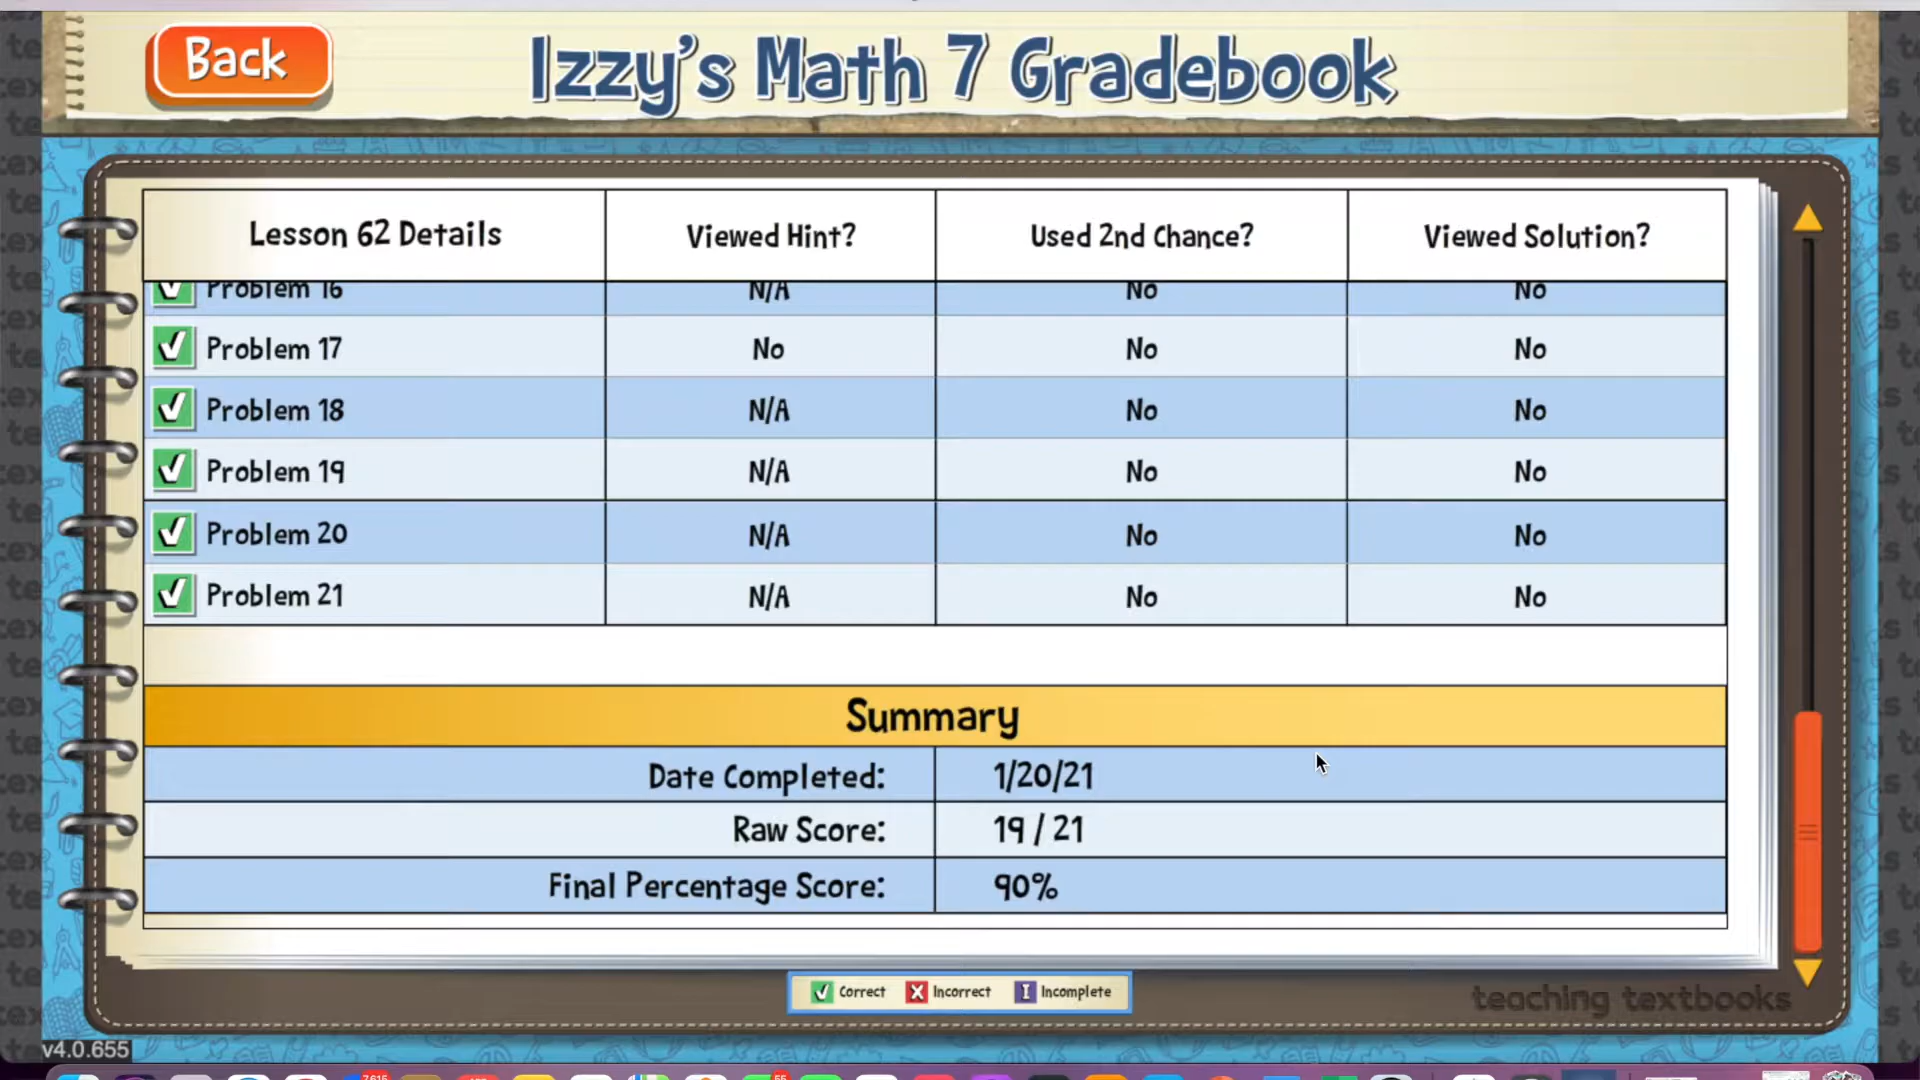 Back
Izzy's Math 7 Gradebook
Lesson 62 Details Viewed Hint? Used 2nd Chance? Viewed Solution?
Problem 16 N/A No No
Problem 17 No No No
Problem 18 N/A No No
Problem 19 N/A No No
Problem 20 N/A No No
Problem 21 N/A No No
Summary
Date Completed: 1/20/21
Raw Score: 19 / 21
Final Percentage Score: 90%
Correct Incorrect Incomplete
teaching textbooks
v4.0.655